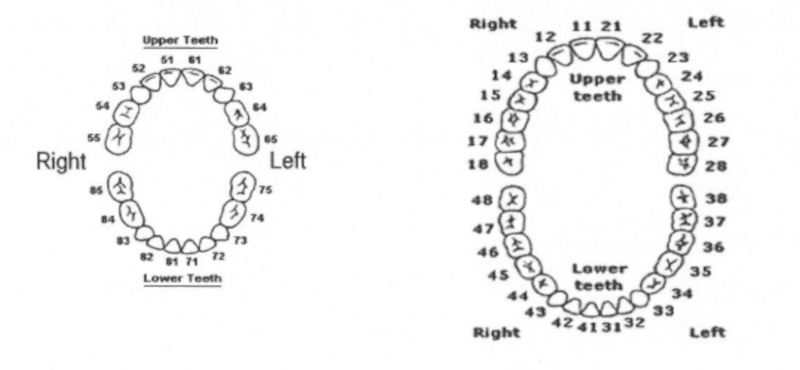 Upper Teeth
51 61
52 62
53 63
54 64
55 65
Right Left
85 75
84 74
83 73
82 72
81 71
Lower Teeth
Right Left
11 21
12 22
13 23
14 24
Upper
teeth
15 25
16 26
17 27
18 28
48 38
47 37
46 36
45 35
Lower
teeth
44 34
43 33
42 41 31 32
Right Left